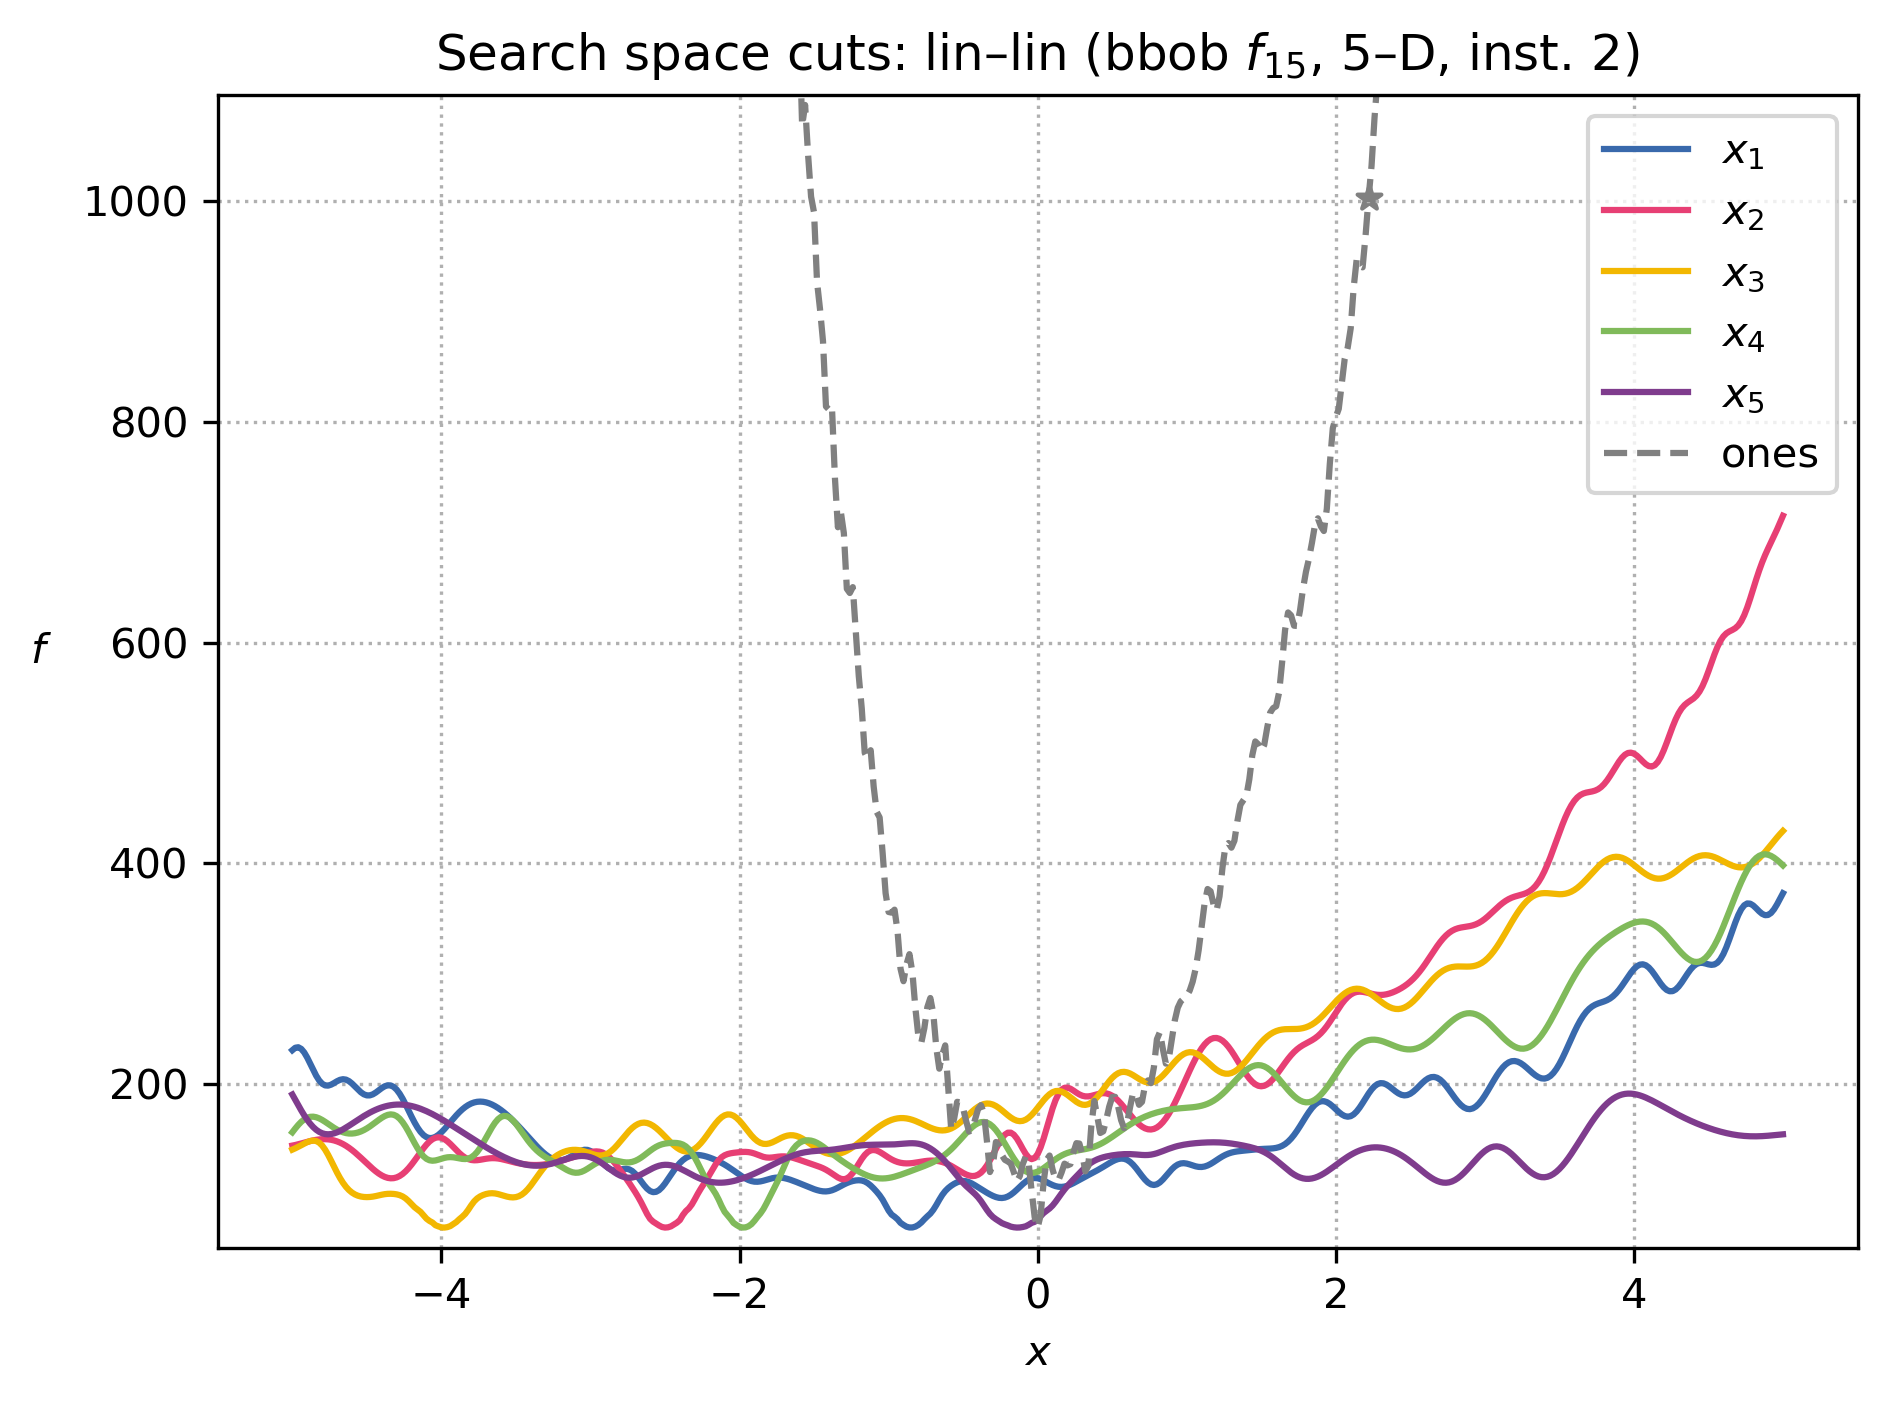 Search space cuts: lin–lin (bbob f₁₅, 5–D, inst. 2)
x₁
x₂
x₃
x₄
x₅
ones
1000
800
600
400
200
f
−4
−2
0
2
4
x